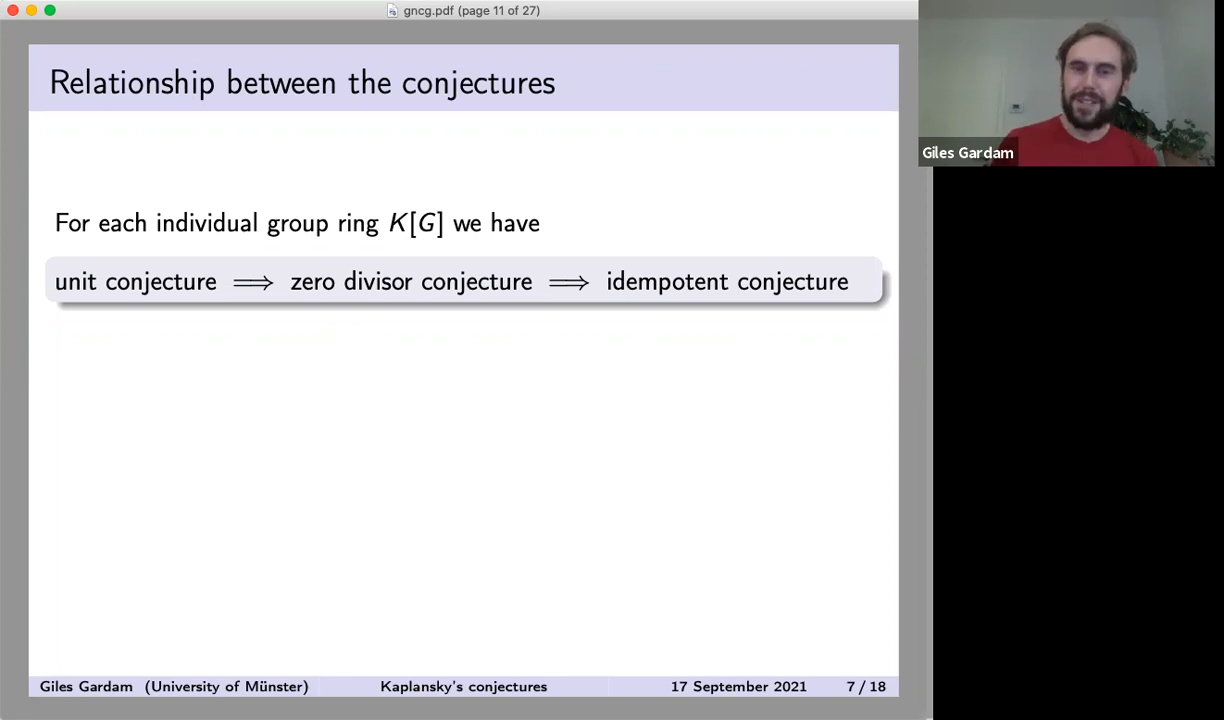 gncg.pdf (page 11 of 27)
Relationship between the conjectures
Giles Gardam
For each individual group ring K[G] we have
unit conjecture ⟹ zero divisor conjecture ⟹ idempotent conjecture
Giles Gardam (University of Münster) Kaplansky's conjectures 17 September 2021 7 / 18